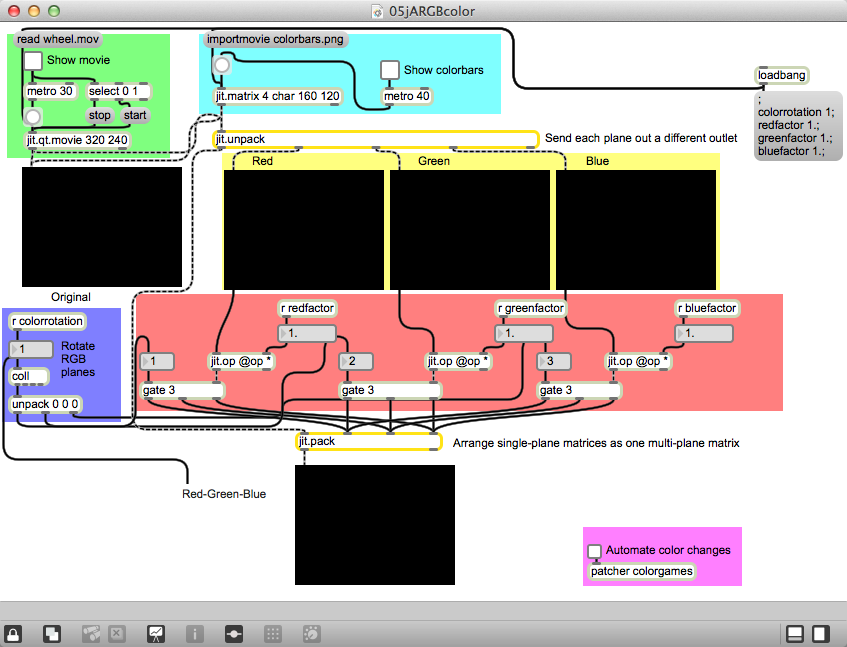 05jARGBcolor
read wheel.mov
importmovie colorbars.png
Show movie
Show colorbars
loadbang
metro 30
select 0 1
jit.matrix 4 char 160 120
metro 40
;
colorrotation 1;
redfactor 1.;
greenfactor 1.;
bluefactor 1.;
stop
start
jit.qt.movie 320 240
jit.unpack
Send each plane out a different outlet
Red
Green
Blue
Original
r colorrotation
r redfactor
r greenfactor
r bluefactor
1
Rotate
RGB
planes
1.
1.
1.
coll
1
jit.op @op *
2
jit.op @op *
3
jit.op @op *
unpack 0 0 0
gate 3
gate 3
gate 3
jit.pack
Arrange single-plane matrices as one multi-plane matrix
Red-Green-Blue
Automate color changes
patcher colorgames